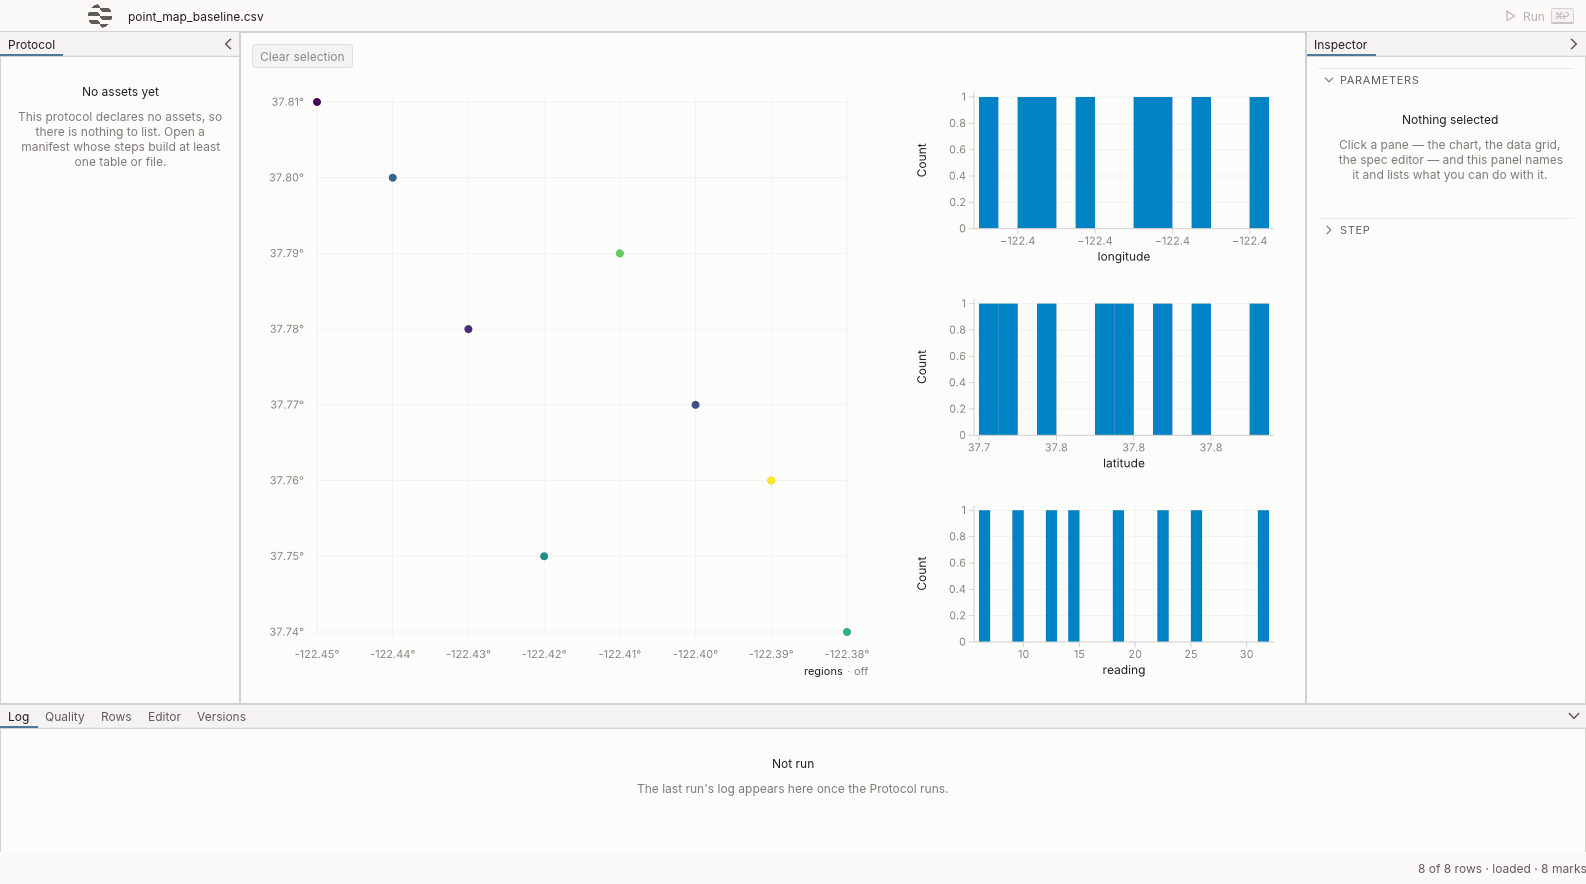 point_map_baseline.csv
Run
Protocol
No assets yet
This protocol declares no assets, so
there is nothing to list. Open a
manifest whose steps build at least
one table or file.
Clear selection
37.81°
37.80°
37.79°
37.78°
37.77°
37.76°
37.75°
37.74°
-122.45° -122.44° -122.43° -122.42° -122.41° -122.40° -122.39° -122.38°
regions · off
Count
1
0.8
0.6
0.4
0.2
0
−122.4 −122.4 −122.4 −122.4
longitude
Count
1
0.8
0.6
0.4
0.2
0
37.7 37.8 37.8 37.8
latitude
Count
1
0.8
0.6
0.4
0.2
0
10 15 20 25 30
reading
Inspector
PARAMETERS
Nothing selected
Click a pane — the chart, the data grid,
the spec editor — and this panel names
it and lists what you can do with it.
STEP
Log Quality Rows Editor Versions
Not run
The last run's log appears here once the Protocol runs.
8 of 8 rows · loaded · 8 marks